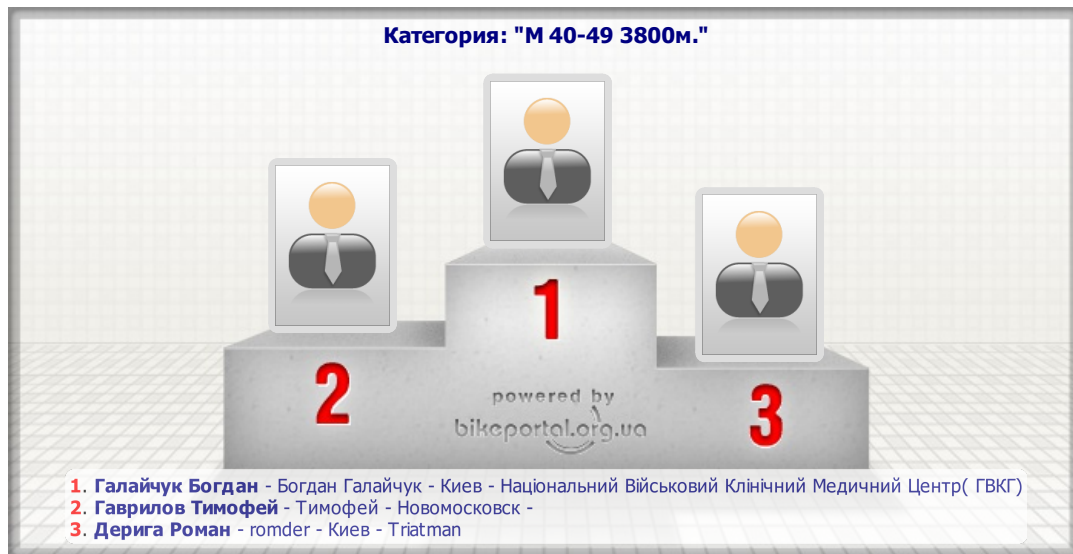 Категория: "М 40-49 3800м."
1
2
3
powered by
bikeportal.org.ua
1. Галайчук Богдан - Богдан Галайчук - Киев - Національний Військовий Клінічний Медичний Центр( ГВКГ)
2. Гаврилов Тимофей - Тимофей - Новомосковск -
3. Дерига Роман - romder - Киев - Triatman